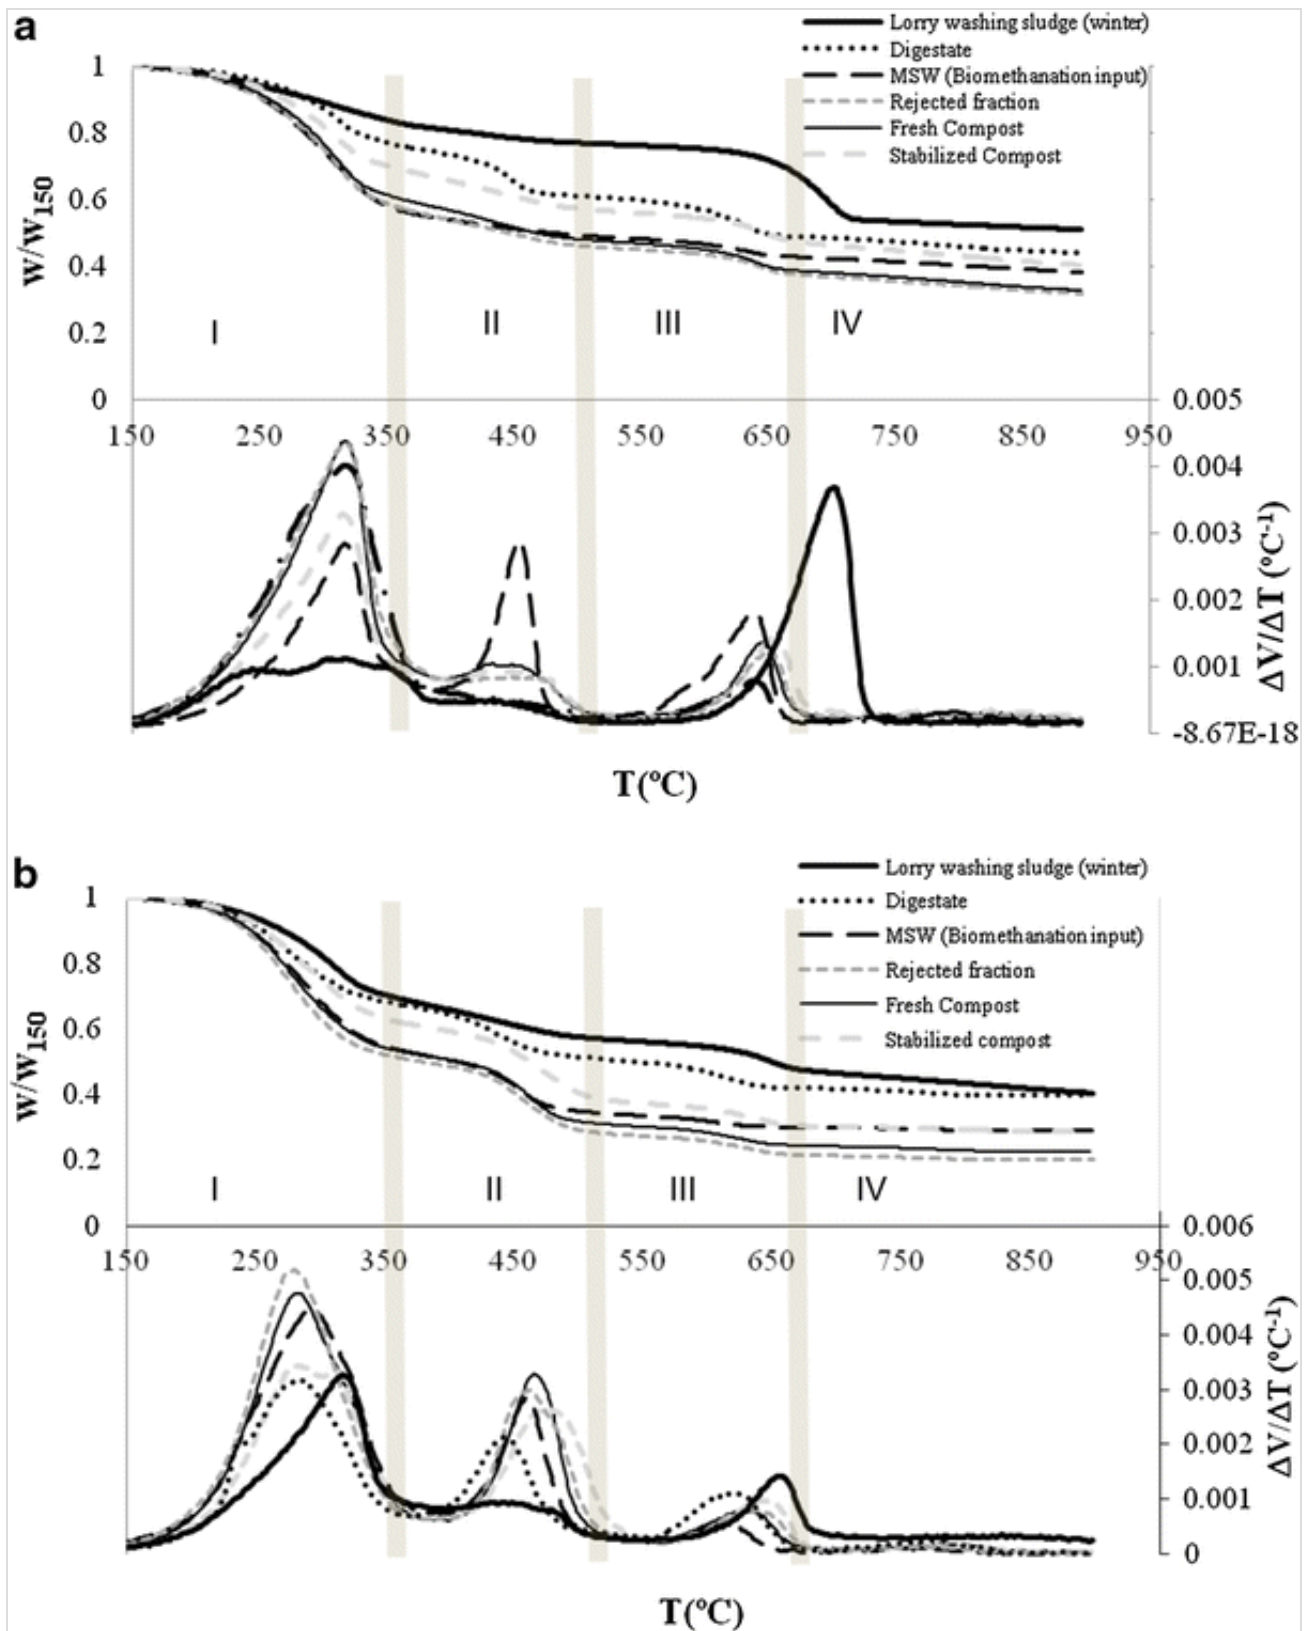 a
Lorry washing sludge (winter)
Digestate
MSW (Biomethanation input)
Rejected fraction
Fresh Compost
Stabilized Compost
1
0.8
0.6
0.4
0.2
0
w/w150
I
II
III
IV
150 250 350 450 550 650 750 850 950
0.005
0.004
0.003
0.002
0.001
-8.67E-18
ΔV/ΔT (ºC-1)
T(ºC)
b
Lorry washing sludge (winter)
Digestate
MSW (Biomethanation input)
Rejected fraction
Fresh Compost
Stabilized compost
1
0.8
0.6
0.4
0.2
0
w/w150
I
II
III
IV
150 250 350 450 550 650 750 850 950
0.006
0.005
0.004
0.003
0.002
0.001
0
ΔV/ΔT (ºC-1)
T(ºC)